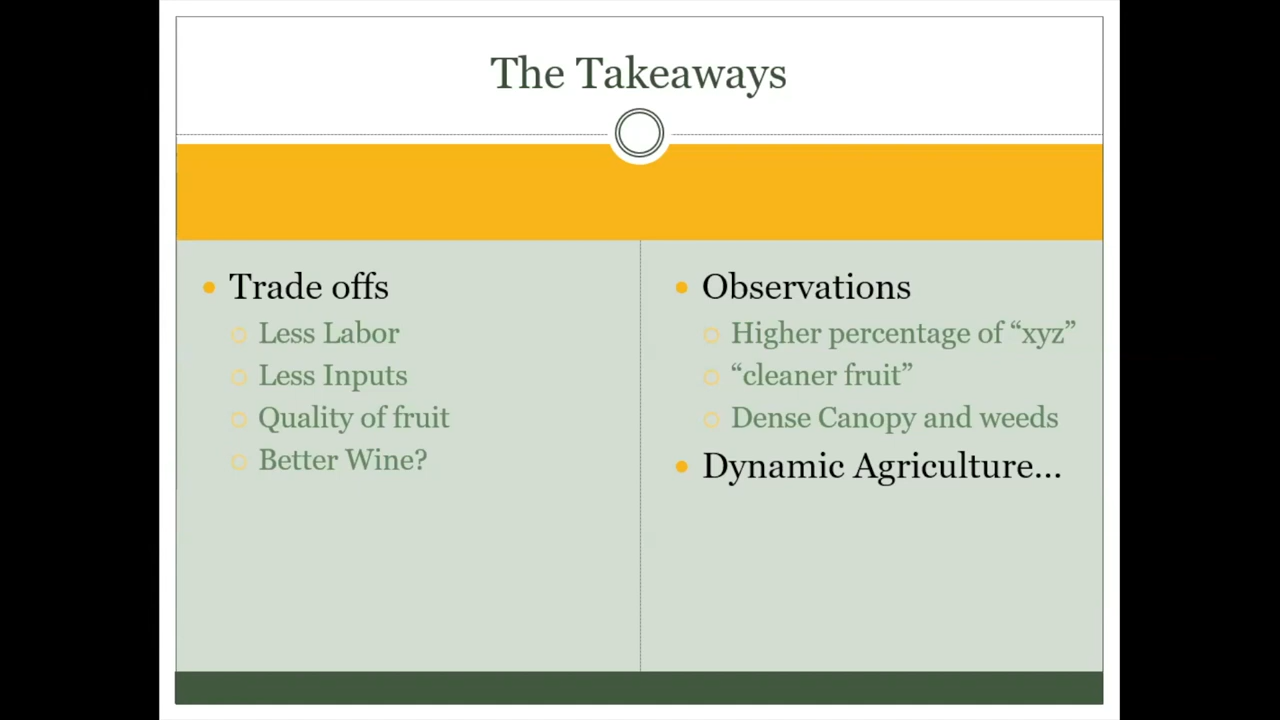 The Takeaways
Trade offs
Less Labor
Less Inputs
Quality of fruit
Better Wine?
Observations
Higher percentage of “xyz”
“cleaner fruit”
Dense Canopy and weeds
Dynamic Agriculture...